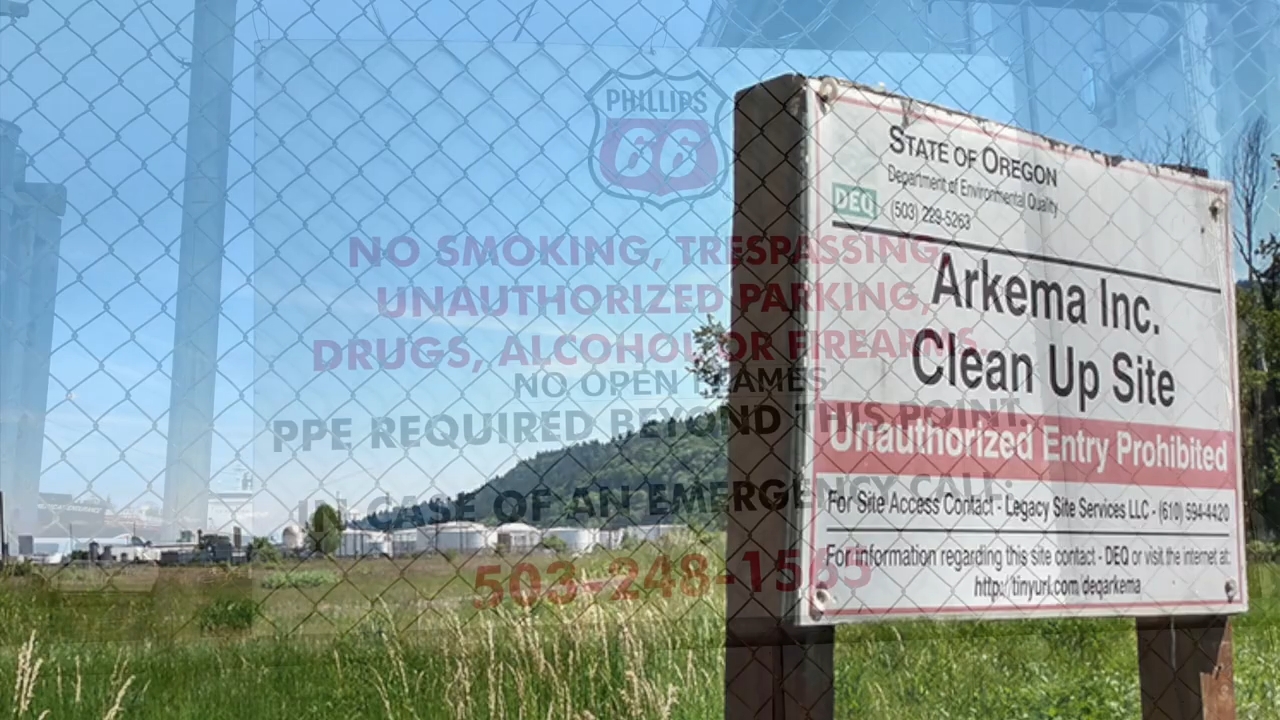 PHILLIPS
66
NO SMOKING, TRESPASSING,
UNAUTHORIZED PARKING,
DRUGS, ALCOHOL OR FIREARMS.
NO OPEN FLAMES
PPE REQUIRED BEYOND THIS POINT.
IN CASE OF AN EMERGENCY CALL:
503-248-1565
STATE OF OREGON
Department of Environmental Quality
DEQ (503) 229-5263
Arkema Inc.
Clean Up Site
Unauthorized Entry Prohibited
For Site Access Contact - Legacy Site Services LLC - (610) 594-4420
For information regarding this site contact - DEQ or visit the internet at:
http://tinyurl.com/deqarkema